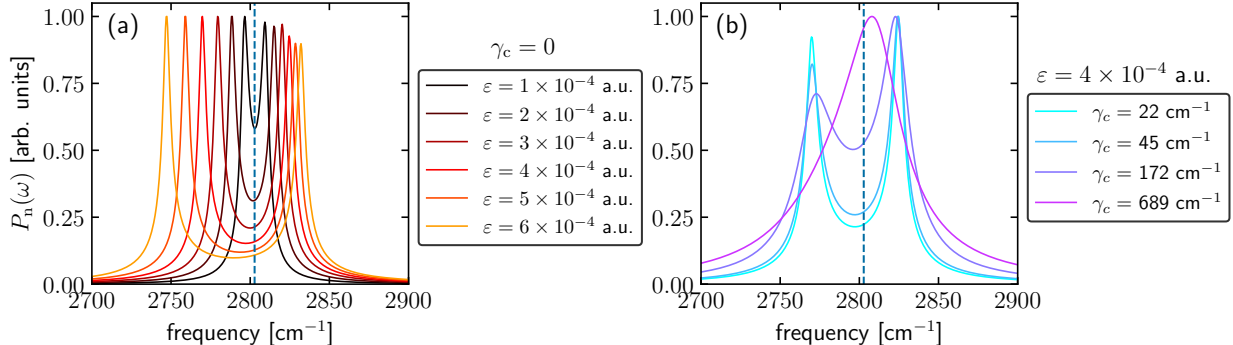 (a)
1.00
0.75
0.50
0.25
0.00
P_n(ω) [arb. units]
2700 2750 2800 2850 2900
frequency [cm⁻¹]
γ_c = 0
ε = 1 × 10⁻⁴ a.u.
ε = 2 × 10⁻⁴ a.u.
ε = 3 × 10⁻⁴ a.u.
ε = 4 × 10⁻⁴ a.u.
ε = 5 × 10⁻⁴ a.u.
ε = 6 × 10⁻⁴ a.u.
(b)
1.00
0.75
0.50
0.25
0.00
2700 2750 2800 2850 2900
frequency [cm⁻¹]
ε = 4 × 10⁻⁴ a.u.
γ_c = 22 cm⁻¹
γ_c = 45 cm⁻¹
γ_c = 172 cm⁻¹
γ_c = 689 cm⁻¹